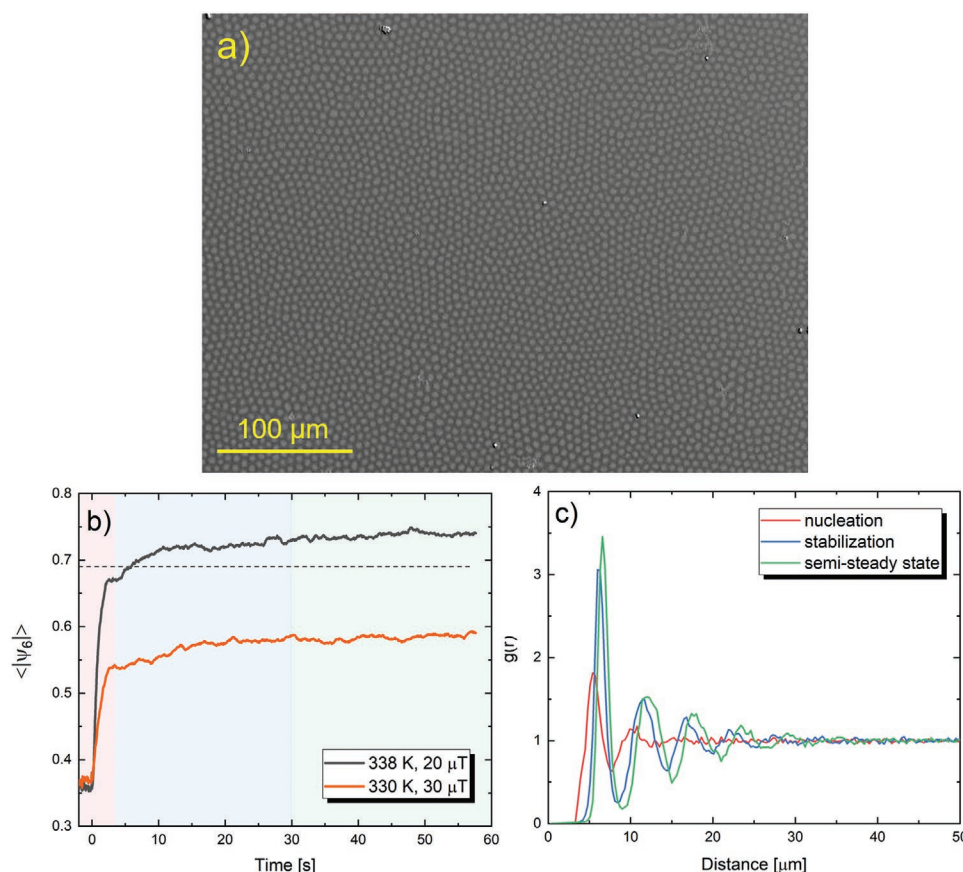 a)
100 μm
b)
0.8
0.7
0.6
0.5
0.4
0.3
<|ψ₆|>
338 K, 20 μT
330 K, 30 μT
0 10 20 30 40 50 60
Time [s]
c)
4
3
2
1
0
g(r)
nucleation
stabilization
semi-steady state
0 10 20 30 40 50
Distance [μm]